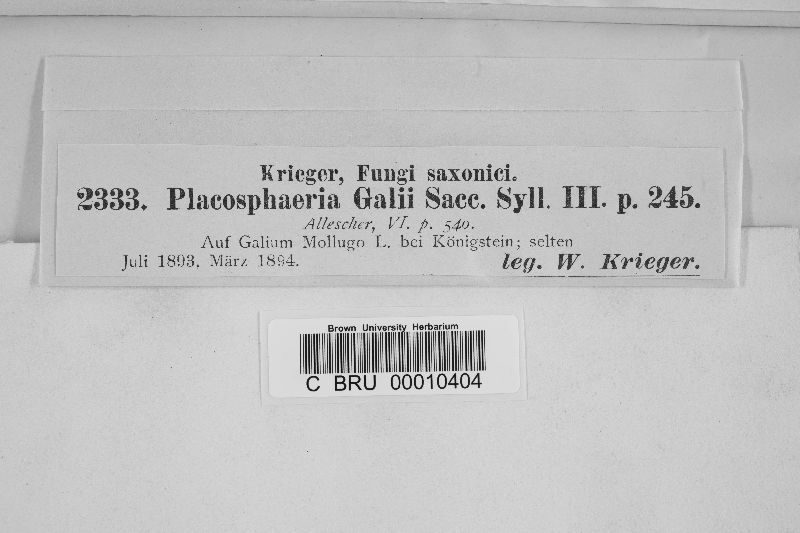 Krieger, Fungi saxonici.
2333. Placosphaeria Galii Sacc. Syll. III. p. 245.
Allescher, VI. p. 540.
Auf Galium Mollugo L. bei Königstein; selten
Juli 1893. März 1894. leg. W. Krieger.
Brown University Herbarium
C BRU 00010404